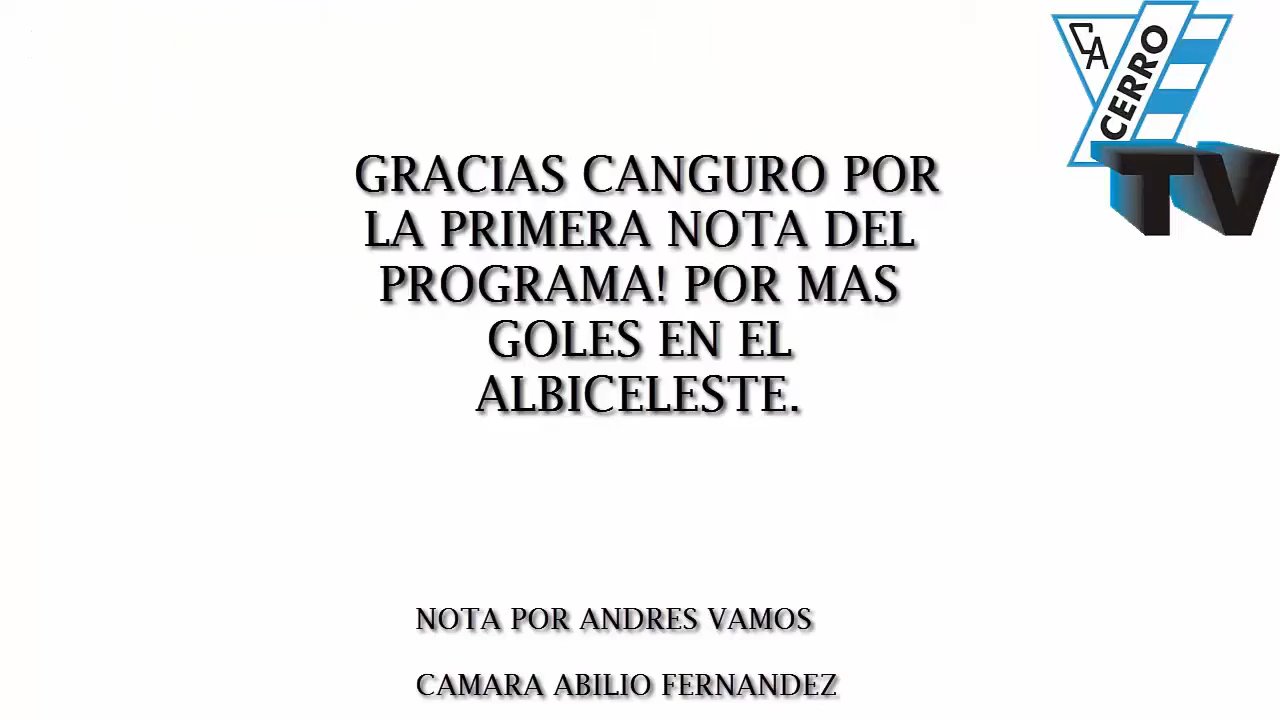 CA
CERRO
TV
GRACIAS CANGURO POR
LA PRIMERA NOTA DEL
PROGRAMA! POR MAS
GOLES EN EL
ALBICELESTE.
NOTA POR ANDRES VAMOS
CAMARA ABILIO FERNANDEZ